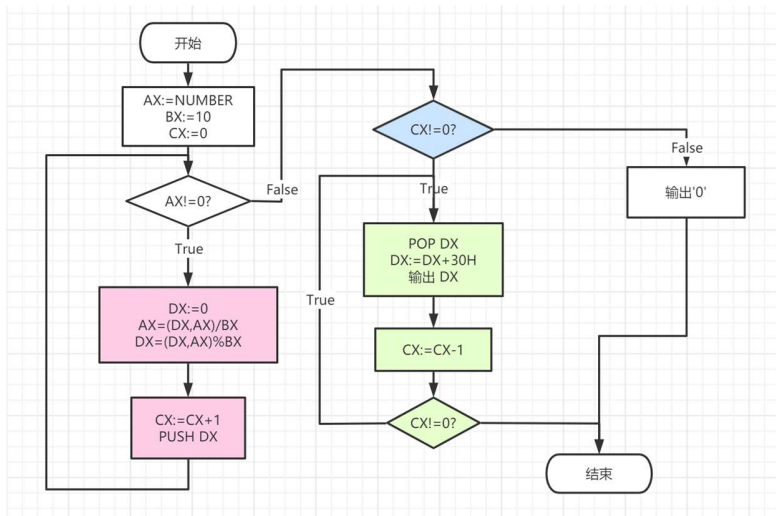 开始
AX:=NUMBER
BX:=10
CX:=0
AX!=0?
False
True
DX:=0
AX=(DX,AX)/BX
DX=(DX,AX)%BX
CX:=CX+1
PUSH DX
CX!=0?
False
True
输出'0'
POP DX
DX:=DX+30H
输出 DX
True
CX:=CX-1
CX!=0?
结束